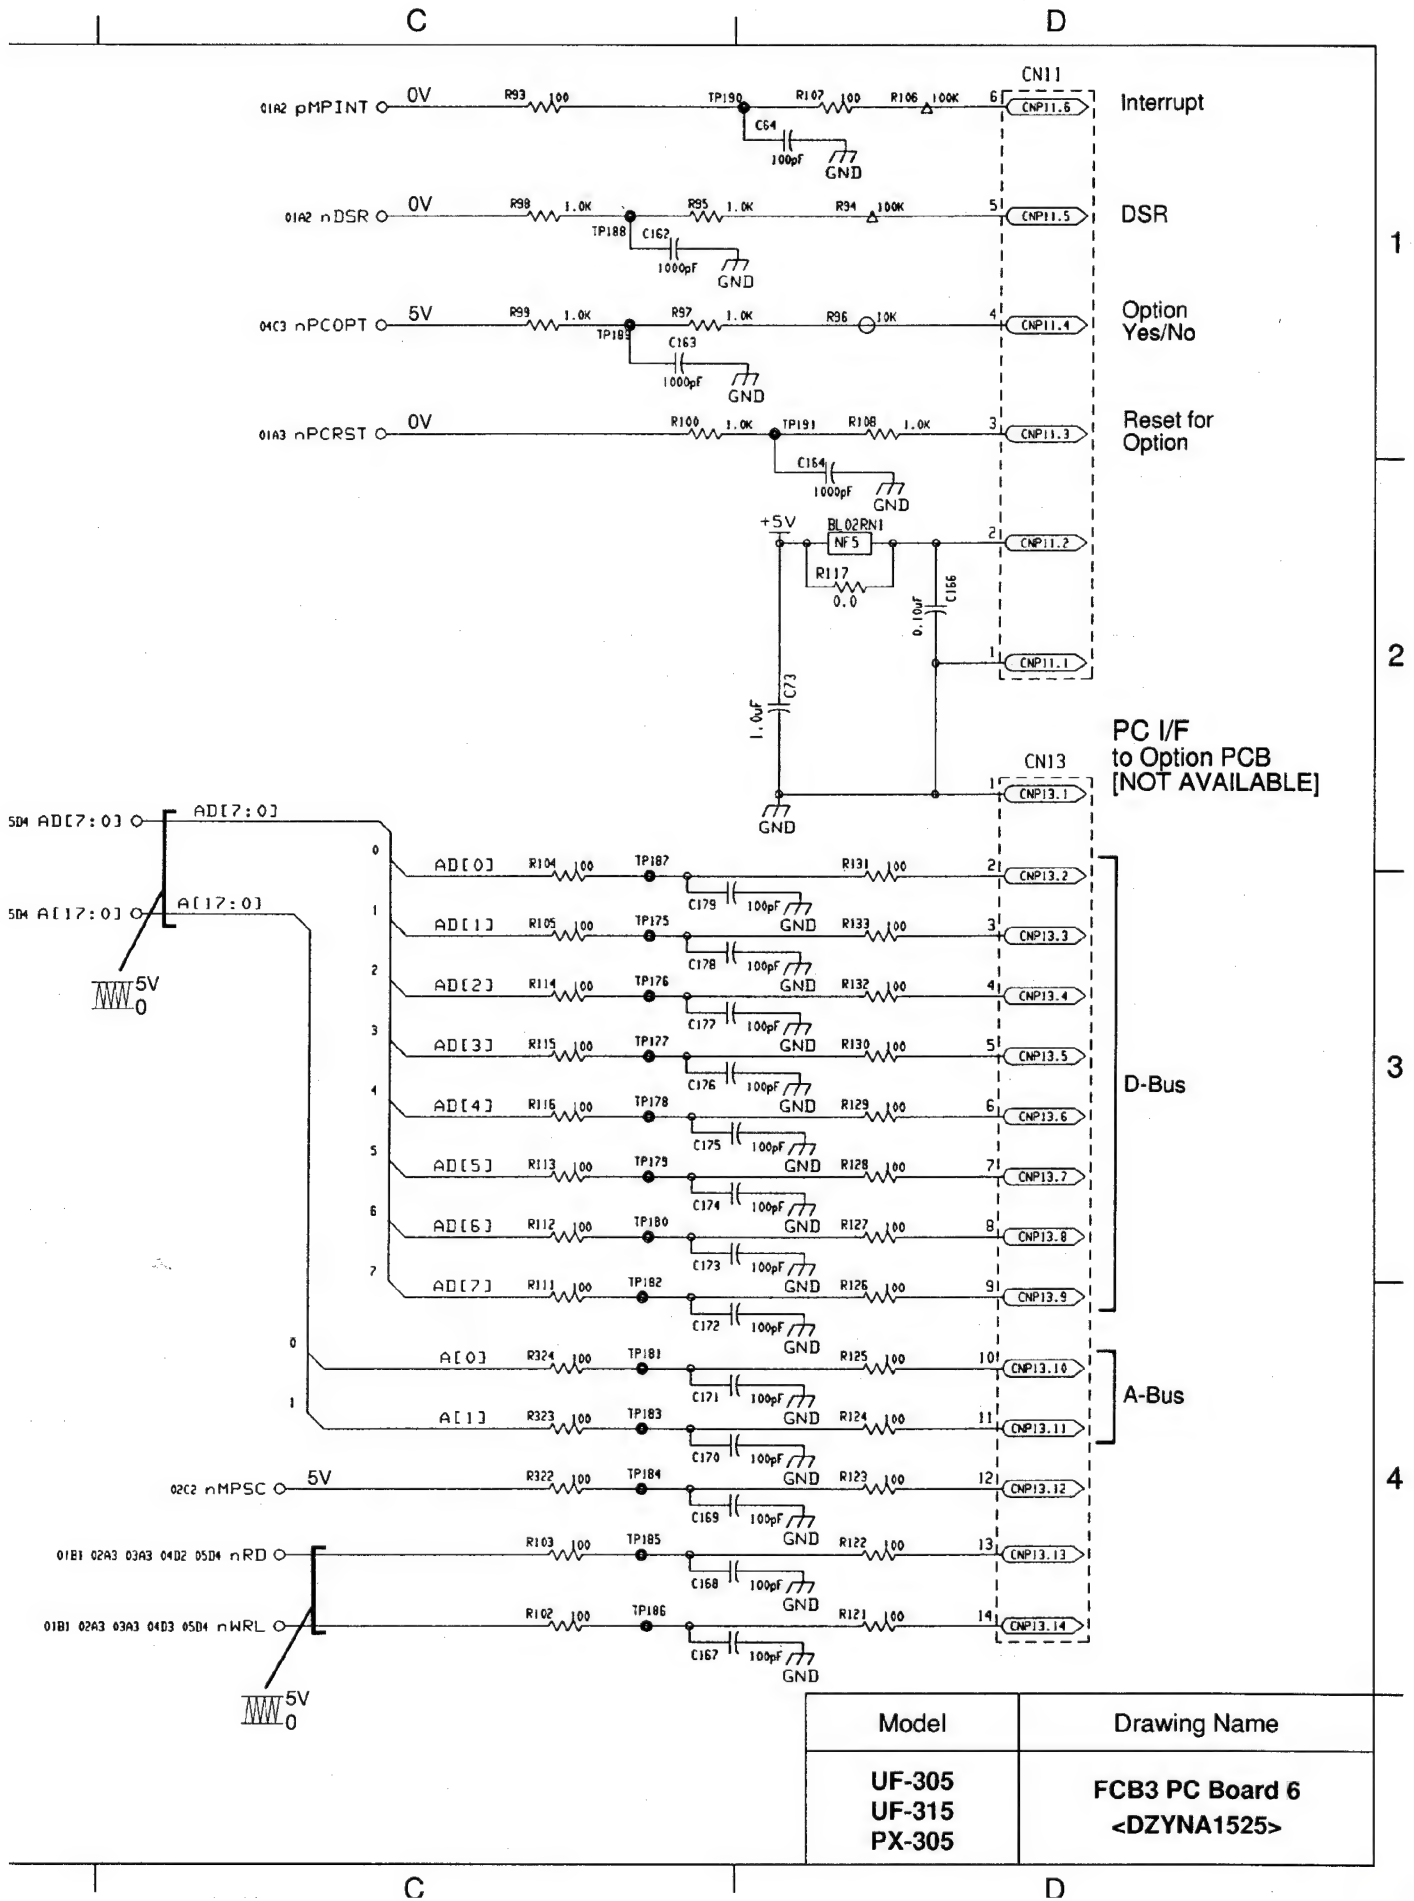 C D
CN11
01A2 pMPINT 0V R93 100 TP190 R107 100 R106 100K 6 CNP11.6 Interrupt
C64
100pF
GND
01A2 nDSR 0V R98 1.0K R95 1.0K R94 100K 5 CNP11.5 DSR
TP188 C162
1000pF
GND
1
04C3 nPCOPT 5V R99 1.0K R97 1.0K R96 10K 4 CNP11.4 Option
Yes/No
TP189
C163
1000pF
GND
01A3 nPCRST 0V R100 1.0K TP191 R108 1.0K 3 CNP11.3 Reset for
Option
C164
1000pF
GND
+5V BL02RN1
NF5 2 CNP11.2
R117
0.0
0.10uF C166
1 CNP11.1
2
1.0uF C73
PC I/F
to Option PCB
[NOT AVAILABLE]
CN13
1 CNP13.1
GND
5D4 AD[7:0] AD[7:0]
0 AD[0] R104 100 TP187 R131 100 2 CNP13.2
C179 100pF
GND
5D4 A[17:0] A[17:0]
1 AD[1] R105 100 TP175 R133 100 3 CNP13.3
C178 100pF
GND
5V
0
2 AD[2] R114 100 TP176 R132 100 4 CNP13.4
C177 100pF
GND
3 AD[3] R115 100 TP177 R130 100 5 CNP13.5
C176 100pF
GND
D-Bus
3
4 AD[4] R116 100 TP178 R129 100 6 CNP13.6
C175 100pF
GND
5 AD[5] R113 100 TP179 R128 100 7 CNP13.7
C174 100pF
GND
6 AD[6] R112 100 TP180 R127 100 8 CNP13.8
C173 100pF
GND
7 AD[7] R111 100 TP182 R126 100 9 CNP13.9
C172 100pF
GND
0 A[0] R324 100 TP181 R125 100 10 CNP13.10
C171 100pF
GND
A-Bus
1 A[1] R323 100 TP183 R124 100 11 CNP13.11
C170 100pF
GND
4
02C2 nMPSC 5V R322 100 TP184 R123 100 12 CNP13.12
C169 100pF
GND
01B1 02A3 03A3 04D2 05D4 nRD R103 100 TP185 R122 100 13 CNP13.13
C168 100pF
GND
01B1 02A3 03A3 04D3 05D4 nWRL R102 100 TP186 R121 100 14 CNP13.14
C167 100pF
GND
5V
0
Model Drawing Name
UF-305
UF-315
PX-305
FCB3 PC Board 6
<DZYNA1525>
C D